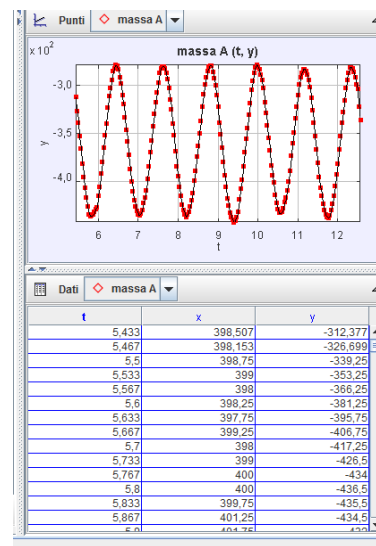 Punti massa A
x10² massa A (t, y)
-3,0
-3,5
-4,0
y
6 7 8 9 10 11 12
t
Dati massa A
t x y
5,433 398,507 -312,377
5,467 398,153 -326,699
5,5 398,75 -339,25
5,533 399 -353,25
5,567 398 -366,25
5,6 398,25 -381,25
5,633 397,75 -395,75
5,667 399,25 -406,75
5,7 398 -417,25
5,733 399 -426,5
5,767 400 -434
5,8 400 -436,5
5,833 399,75 -435,5
5,867 401,25 -434,5